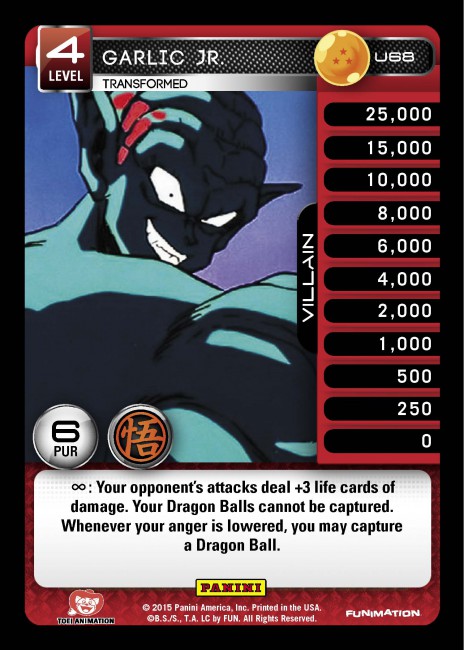 4
LEVEL
GARLIC JR.
TRANSFORMED
U68
25,000
15,000
10,000
8,000
6,000
4,000
2,000
1,000
500
250
0
VILLAIN
6
PUR
悟
∞: Your opponent's attacks deal +3 life cards of
damage. Your Dragon Balls cannot be captured.
Whenever your anger is lowered, you may capture
a Dragon Ball.
PANINI
TOEI ANIMATION
© 2015 Panini America, Inc. Printed in the USA.
©B.S./S., T.A. LC by FUN. All Rights Reserved.
FUNIMATION